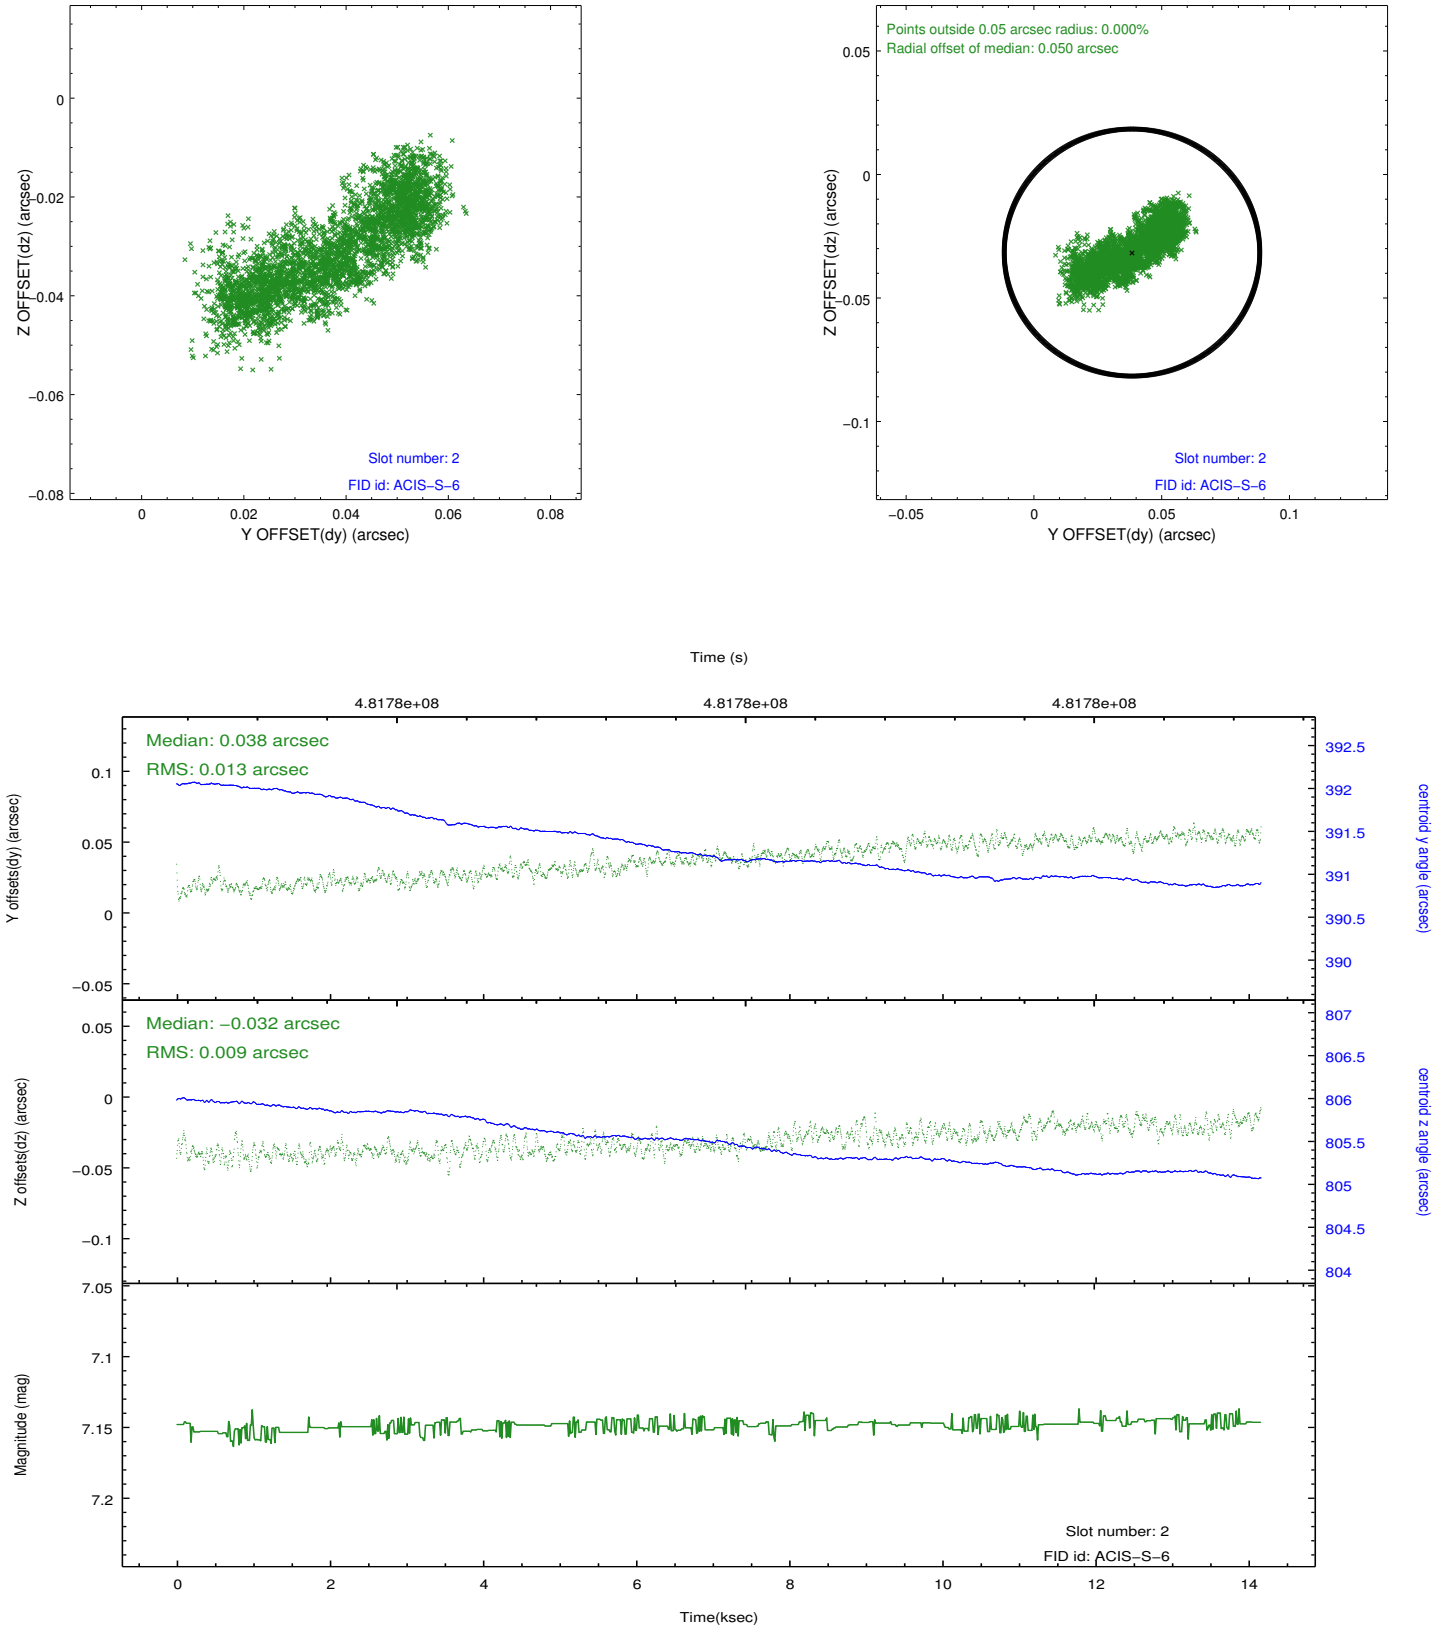 0
−0.02
−0.04
−0.06
−0.08
Z OFFSET(dz) (arcsec)
Slot number: 2
FID id: ACIS−S−6
0 0.02 0.04 0.06 0.08
Y OFFSET(dy) (arcsec)
Points outside 0.05 arcsec radius: 0.000%
Radial offset of median: 0.050 arcsec
0.05
0
−0.05
−0.1
Z OFFSET(dz) (arcsec)
Slot number: 2
FID id: ACIS−S−6
−0.05 0 0.05 0.1
Y OFFSET(dy) (arcsec)
Time (s)
4.8178e+08 4.8178e+08 4.8178e+08
Median: 0.038 arcsec
RMS: 0.013 arcsec
0.1
0.05
0
−0.05
Y offsets(dy) (arcsec)
392.5
392
391.5
391
390.5
390
centroid y angle (arcsec)
Median: −0.032 arcsec
RMS: 0.009 arcsec
0.05
0
−0.05
−0.1
Z offsets(dz) (arcsec)
807
806.5
806
805.5
805
804.5
804
centroid z angle (arcsec)
7.05
7.1
7.15
7.2
Magnitude (mag)
Slot number: 2
FID id: ACIS−S−6
0 2 4 6 8 10 12 14
Time(ksec)